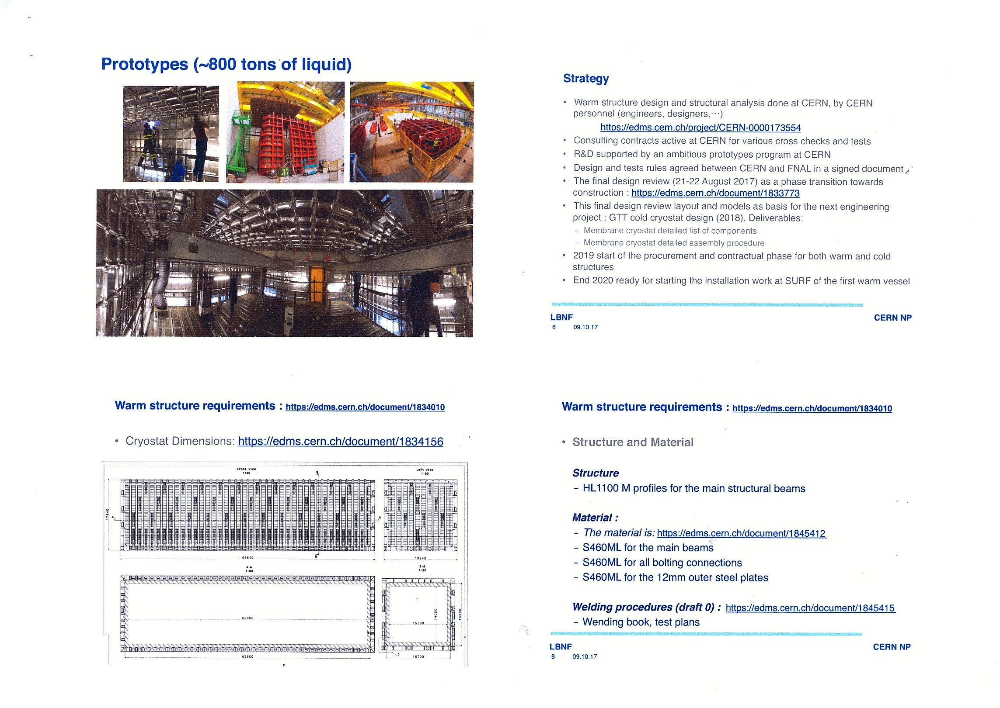 Prototypes (~800 tons of liquid)
Strategy
• Warm structure design and structural analysis done at CERN, by CERN
personnel (engineers, designers,···)
https://edms.cern.ch/project/CERN-0000173554
• Consulting contracts active at CERN for various cross checks and tests
• R&D supported by an ambitious prototypes program at CERN
• Design and tests rules agreed between CERN and FNAL in a signed document
• The final design review (21-22 August 2017) as a phase transition towards
construction : https://edms.cern.ch/document/1833773
• This final design review layout and models as basis for the next engineering
project : GTT cold cryostat design (2018). Deliverables:
– Membrane cryostat detailed list of components
– Membrane cryostat detailed assembly procedure
• 2019 start of the procurement and contractual phase for both warm and cold
structures
• End 2020 ready for starting the installation work at SURF of the first warm vessel
LBNF
CERN NP
6 09.10.17
Warm structure requirements : https://edms.cern.ch/document/1834010
• Cryostat Dimensions: https://edms.cern.ch/document/1834156
Front view
1:80
B
Left view
1:80
17840
A
A
65840
B
18940
A-A
1:80
B-B
1:80
62000
14000
15600
15100
63600
C
16700
C
Warm structure requirements : https://edms.cern.ch/document/1834010
• Structure and Material
Structure
– HL1100 M profiles for the main structural beams
Material :
– The material is: https://edms.cern.ch/document/1845412
– S460ML for the main beams
– S460ML for all bolting connections
– S460ML for the 12mm outer steel plates
Welding procedures (draft 0) : https://edms.cern.ch/document/1845415
– Wending book, test plans
LBNF
CERN NP
8 09.10.17